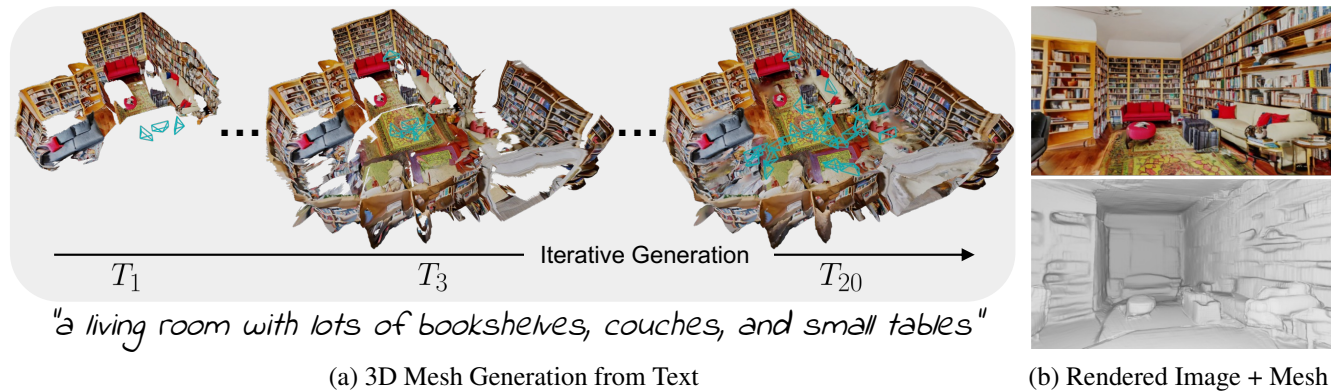 ... ...
Iterative Generation
T1 T3 T20
"a living room with lots of bookshelves, couches, and small tables"
(a) 3D Mesh Generation from Text
(b) Rendered Image + Mesh